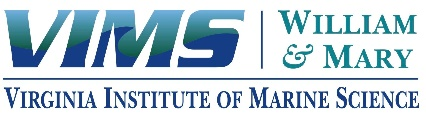 VIMS
WILLIAM
& MARY
VIRGINIA INSTITUTE OF MARINE SCIENCE